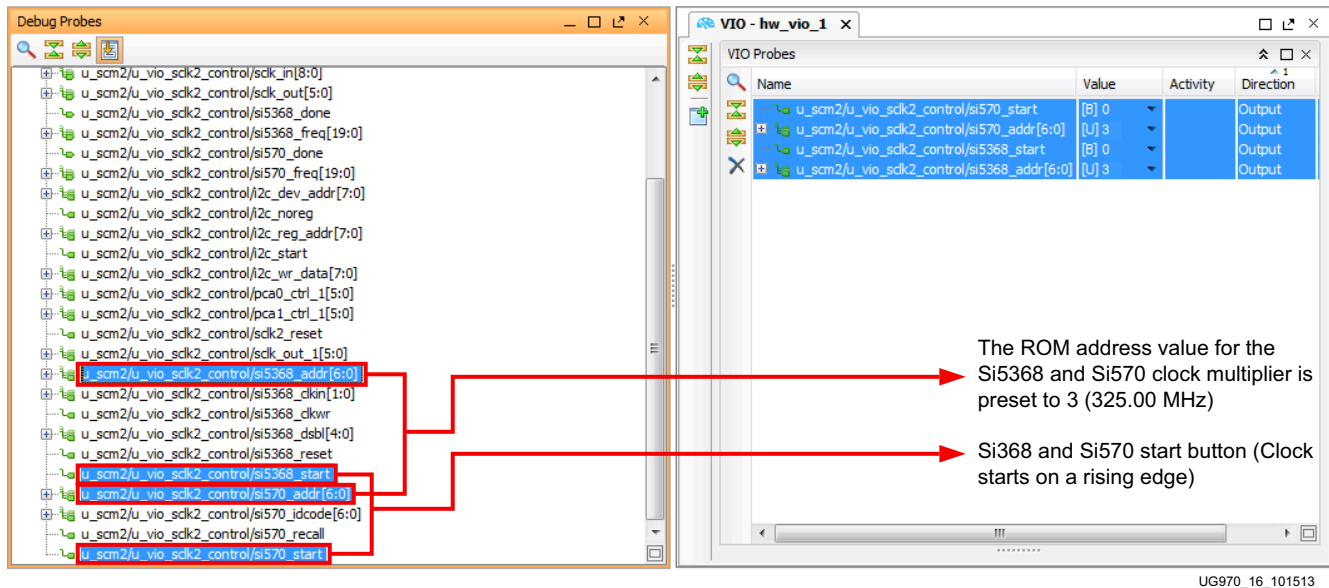 Debug Probes
u_scm2/u_vio_sclk2_control/sclk_in[8:0]
u_scm2/u_vio_sclk2_control/sclk_out[5:0]
u_scm2/u_vio_sclk2_control/si5368_done
u_scm2/u_vio_sclk2_control/si5368_freq[19:0]
u_scm2/u_vio_sclk2_control/si570_done
u_scm2/u_vio_sclk2_control/si570_freq[19:0]
u_scm2/u_vio_sclk2_control/i2c_dev_addr[7:0]
u_scm2/u_vio_sclk2_control/i2c_noreg
u_scm2/u_vio_sclk2_control/i2c_reg_addr[7:0]
u_scm2/u_vio_sclk2_control/i2c_start
u_scm2/u_vio_sclk2_control/i2c_wr_data[7:0]
u_scm2/u_vio_sclk2_control/pca0_ctrl_1[5:0]
u_scm2/u_vio_sclk2_control/pca1_ctrl_1[5:0]
u_scm2/u_vio_sclk2_control/sclk2_reset
u_scm2/u_vio_sclk2_control/sclk_out_1[5:0]
u_scm2/u_vio_sclk2_control/si5368_addr[6:0]
u_scm2/u_vio_sclk2_control/si5368_clkin[1:0]
u_scm2/u_vio_sclk2_control/si5368_clkwr
u_scm2/u_vio_sclk2_control/si5368_dsbl[4:0]
u_scm2/u_vio_sclk2_control/si5368_reset
u_scm2/u_vio_sclk2_control/si5368_start
u_scm2/u_vio_sclk2_control/si570_addr[6:0]
u_scm2/u_vio_sclk2_control/si570_idcode[6:0]
u_scm2/u_vio_sclk2_control/si570_recall
u_scm2/u_vio_sclk2_control/si570_start
VIO - hw_vio_1
VIO Probes
Name Value Activity Direction 1
u_scm2/u_vio_sclk2_control/si570_start [B] 0 Output
u_scm2/u_vio_sclk2_control/si570_addr[6:0] [U] 3 Output
u_scm2/u_vio_sclk2_control/si5368_start [B] 0 Output
u_scm2/u_vio_sclk2_control/si5368_addr[6:0] [U] 3 Output
The ROM address value for the
Si5368 and Si570 clock multiplier is
preset to 3 (325.00 MHz)
Si368 and Si570 start button (Clock
starts on a rising edge)
UG970_16_101513